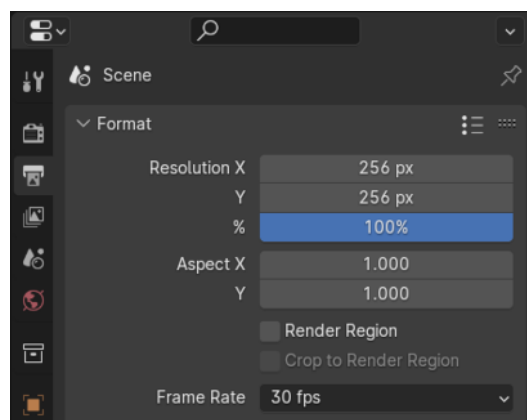 Scene
Format
Resolution X 256 px
Y 256 px
% 100%
Aspect X 1.000
Y 1.000
Render Region
Crop to Render Region
Frame Rate 30 fps